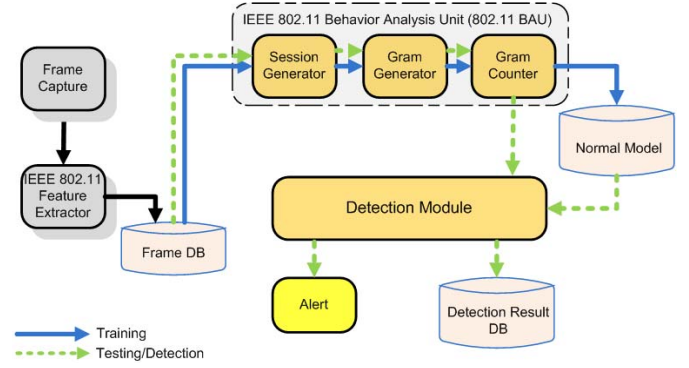 IEEE 802.11 Behavior Analysis Unit (802.11 BAU)
Frame
Capture
Session
Generator
Gram
Generator
Gram
Counter
Normal Model
IEEE 802.11
Feature
Extractor
Detection Module
Frame DB
Alert
Detection Result
DB
Training
Testing/Detection